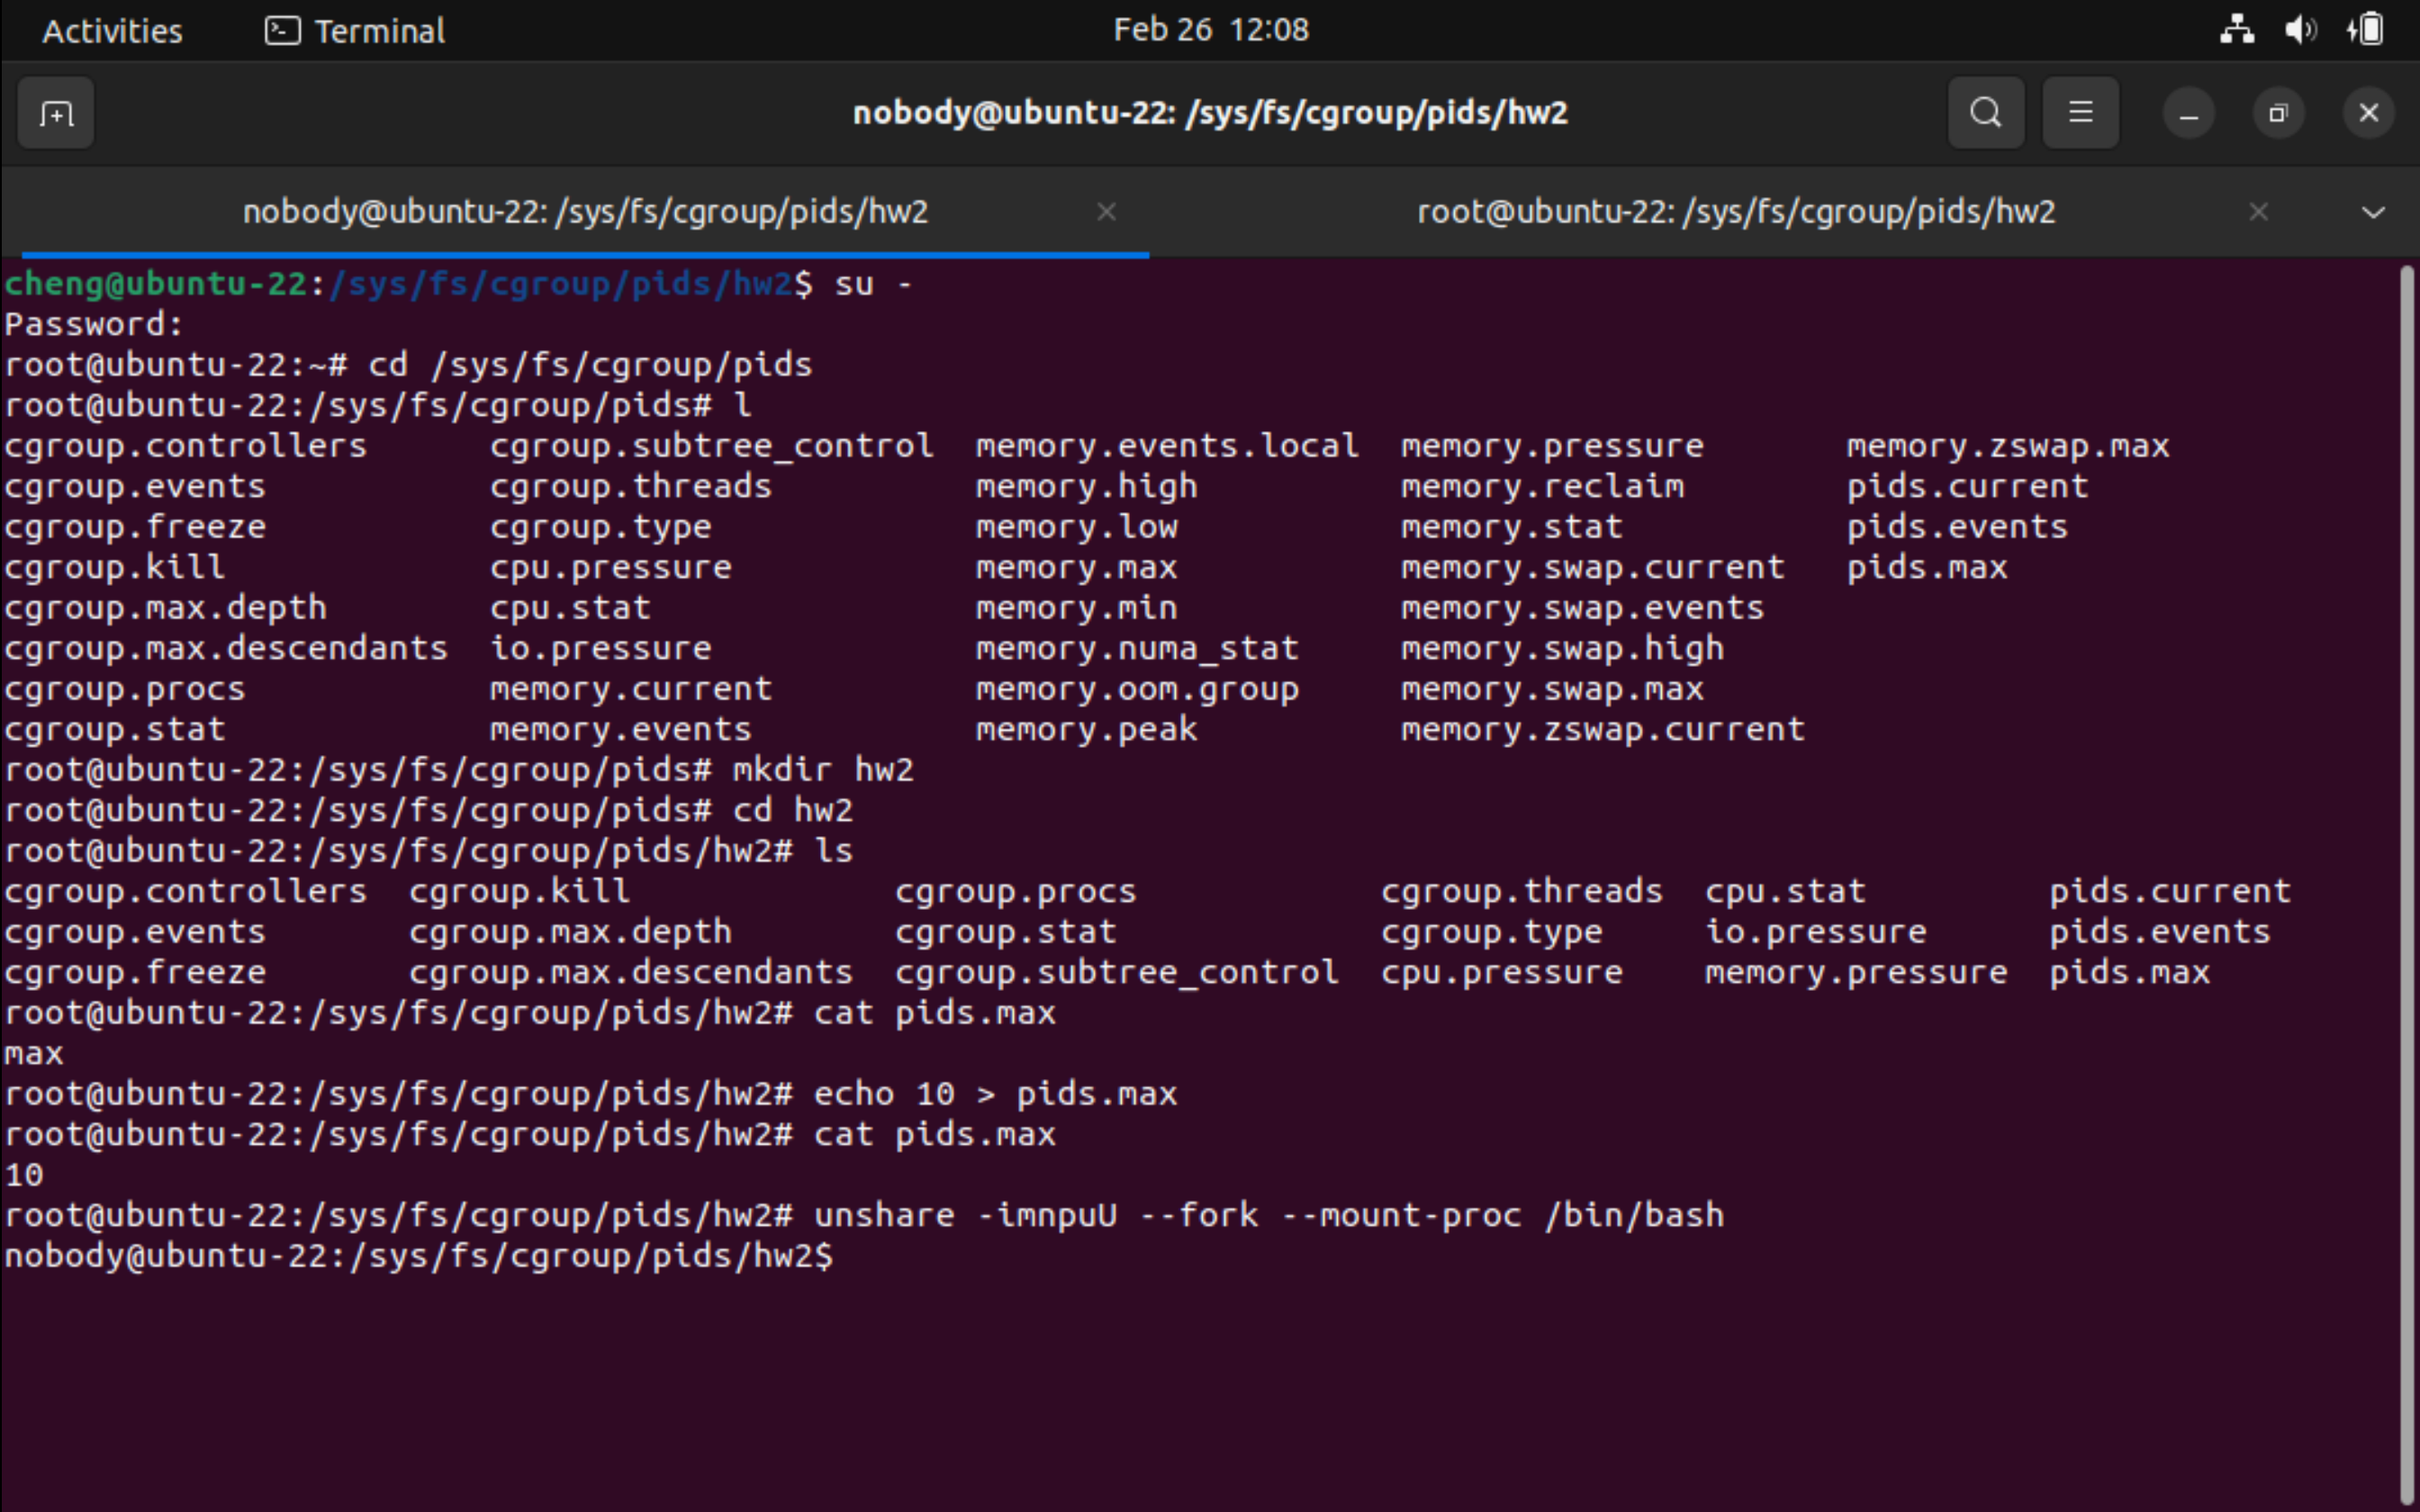 Activities Terminal Feb 26 12:08
nobody@ubuntu-22: /sys/fs/cgroup/pids/hw2
nobody@ubuntu-22: /sys/fs/cgroup/pids/hw2 root@ubuntu-22: /sys/fs/cgroup/pids/hw2
cheng@ubuntu-22:/sys/fs/cgroup/pids/hw2$ su -
Password:
root@ubuntu-22:~# cd /sys/fs/cgroup/pids
root@ubuntu-22:/sys/fs/cgroup/pids# l
cgroup.controllers cgroup.subtree_control memory.events.local memory.pressure memory.zswap.max
cgroup.events cgroup.threads memory.high memory.reclaim pids.current
cgroup.freeze cgroup.type memory.low memory.stat pids.events
cgroup.kill cpu.pressure memory.max memory.swap.current pids.max
cgroup.max.depth cpu.stat memory.min memory.swap.events
cgroup.max.descendants io.pressure memory.numa_stat memory.swap.high
cgroup.procs memory.current memory.oom.group memory.swap.max
cgroup.stat memory.events memory.peak memory.zswap.current
root@ubuntu-22:/sys/fs/cgroup/pids# mkdir hw2
root@ubuntu-22:/sys/fs/cgroup/pids# cd hw2
root@ubuntu-22:/sys/fs/cgroup/pids/hw2# ls
cgroup.controllers cgroup.kill cgroup.procs cgroup.threads cpu.stat pids.current
cgroup.events cgroup.max.depth cgroup.stat cgroup.type io.pressure pids.events
cgroup.freeze cgroup.max.descendants cgroup.subtree_control cpu.pressure memory.pressure pids.max
root@ubuntu-22:/sys/fs/cgroup/pids/hw2# cat pids.max
max
root@ubuntu-22:/sys/fs/cgroup/pids/hw2# echo 10 > pids.max
root@ubuntu-22:/sys/fs/cgroup/pids/hw2# cat pids.max
10
root@ubuntu-22:/sys/fs/cgroup/pids/hw2# unshare -imnpuU --fork --mount-proc /bin/bash
nobody@ubuntu-22:/sys/fs/cgroup/pids/hw2$